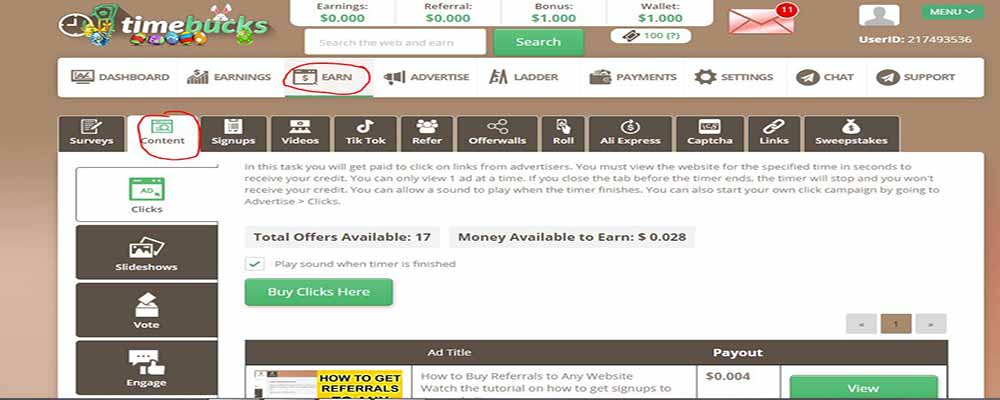 timebucks
Earnings: Referral: Bonus: Wallet:
$0.000 $0.000 $1.000 $1.000
11
MENU
Search the web and earn Search
100 (?)
UserID: 217493536
DASHBOARD EARNINGS $ EARN ADVERTISE LADDER PAYMENTS SETTINGS CHAT SUPPORT
Surveys Content Signups Videos Tik Tok Refer Offerwalls Roll Ali Express Captcha Links Sweepstakes
In this task you will get paid to click on links from advertisers. You must view the website for the specified time in seconds to
receive your credit. You can only view 1 ad at a time. If you close the tab before the timer ends, the timer will stop and you won't
receive your credit. You can allow a sound to play when the timer finishes. You can also start your own click campaign by going to
Advertise > Clicks.
AD
Clicks
Total Offers Available: 17 Money Available to Earn: $ 0.028
Slideshows
Play sound when timer is finished
Buy Clicks Here
Vote
« 1 »
Engage
Ad Title Payout
HOW TO GET
REFERRALS
TO ANY
How to Buy Referrals to Any Website
Watch the tutorial on how to get signups to
$0.004
View